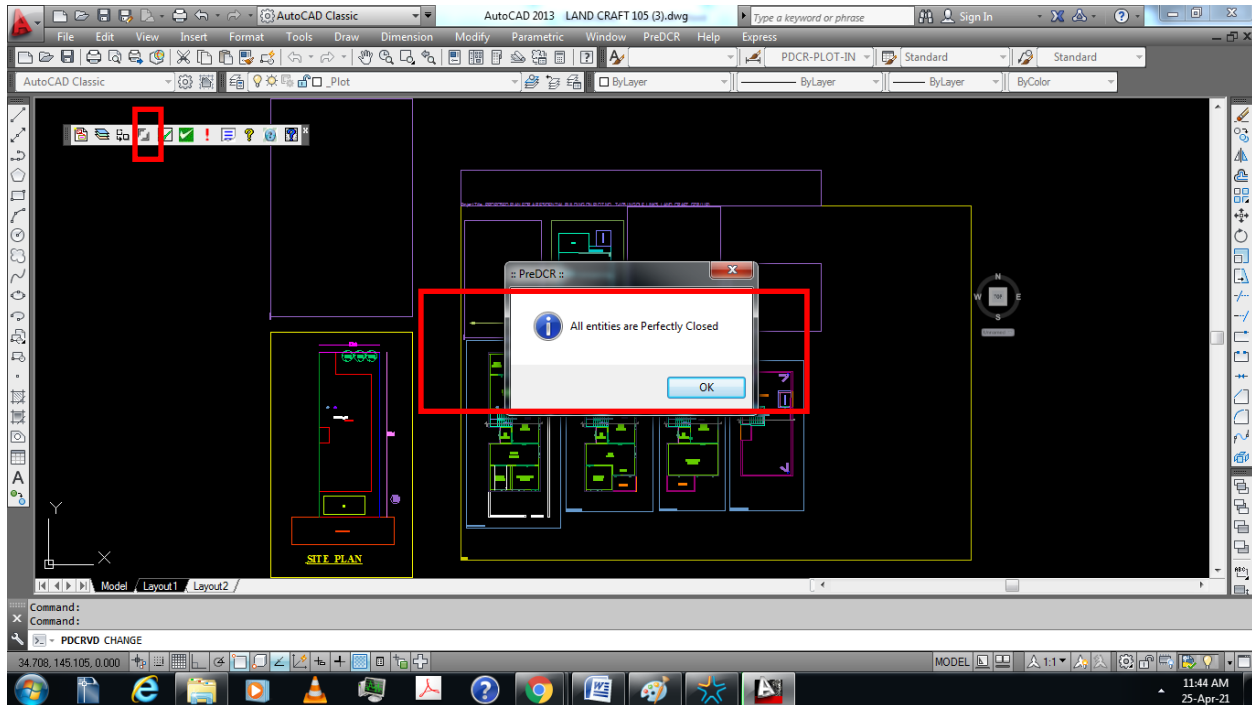 AutoCAD Classic
AutoCAD 2013 LAND CRAFT 105 (3).dwg
Type a keyword or phrase
Sign In
File Edit View Insert Format Tools Draw Dimension Modify Parametric Window PreDCR Help Express
PDCR-PLOT-IN Standard Standard
AutoCAD Classic _Plot ByLayer ByLayer ByLayer ByColor
N
W TOP E
S
:: PreDCR ::
All entities are Perfectly Closed
OK
Y
X
SITE PLAN
Model Layout1 Layout2
Command:
Command:
PDCRVD CHANGE
34.708, 145.105, 0.000 MODEL 1:1
11:44 AM
25-Apr-21